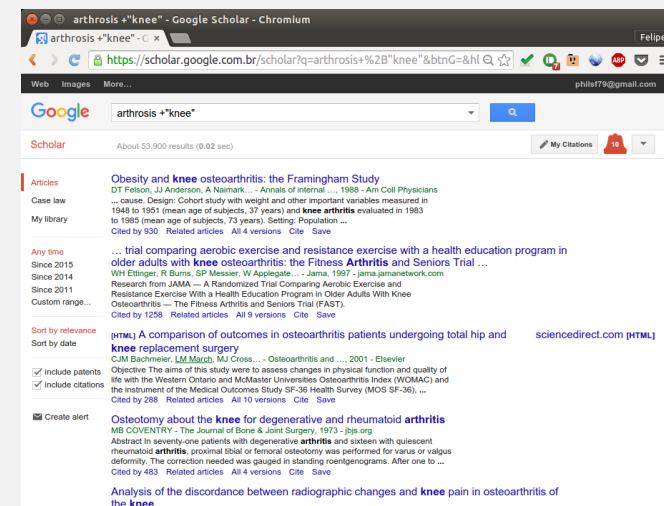 arthrosis +"knee" - Google Scholar - Chromium
arthrosis +"knee" - G
Felipe
https://scholar.google.com.br/scholar?q=arthrosis+%2B"knee"&btnG=&hl
Web Images More...
philsf79@gmail.com
Google
arthrosis +"knee"
Scholar
About 53,900 results (0.02 sec)
My Citations
10
Articles
Case law
My library
Any time
Since 2015
Since 2014
Since 2011
Custom range...
Sort by relevance
Sort by date
include patents
include citations
Create alert
Obesity and knee osteoarthritis: the Framingham Study
DT Felson, JJ Anderson, A Naimark… - Annals of internal …, 1988 - Am Coll Physicians
... cause. Design: Cohort study with weight and other important variables measured in
1948 to 1951 (mean age of subjects, 37 years) and knee arthritis evaluated in 1983
to 1985 (mean age of subjects, 73 years). Setting: Population ...
Cited by 930 Related articles All 4 versions Cite Save
… trial comparing aerobic exercise and resistance exercise with a health education program in
older adults with knee osteoarthritis: the Fitness Arthritis and Seniors Trial …
WH Ettinger, R Burns, SP Messier, W Applegate… - Jama, 1997 - jama.jamanetwork.com
Research from JAMA — A Randomized Trial Comparing Aerobic Exercise and
Resistance Exercise With a Health Education Program in Older Adults With Knee
Osteoarthritis — The Fitness Arthritis and Seniors Trial (FAST).
Cited by 1258 Related articles All 9 versions Cite Save
[HTML] A comparison of outcomes in osteoarthritis patients undergoing total hip and
knee replacement surgery
sciencedirect.com [HTML]
CJM Bachmeier, LM March, MJ Cross… - Osteoarthritis and …, 2001 - Elsevier
Objective The aims of this study were to assess changes in physical function and quality of
life with the Western Ontario and McMaster Universities Osteoarthritis Index (WOMAC) and
the instrument of the Medical Outcomes Study SF-36 Health Survey (MOS SF-36), ...
Cited by 288 Related articles All 10 versions Cite Save
Osteotomy about the knee for degenerative and rheumatoid arthritis
MB COVENTRY - The Journal of Bone & Joint Surgery, 1973 - jbjs.org
Abstract In seventy-one patients with degenerative arthritis and sixteen with quiescent
rheumatoid arthritis, proximal tibial or femoral osteotomy was performed for varus or valgus
deformity. The correction needed was gauged in standing roentgenograms. After one to ...
Cited by 483 Related articles All 4 versions Cite Save
Analysis of the discordance between radiographic changes and knee pain in osteoarthritis of
the knee